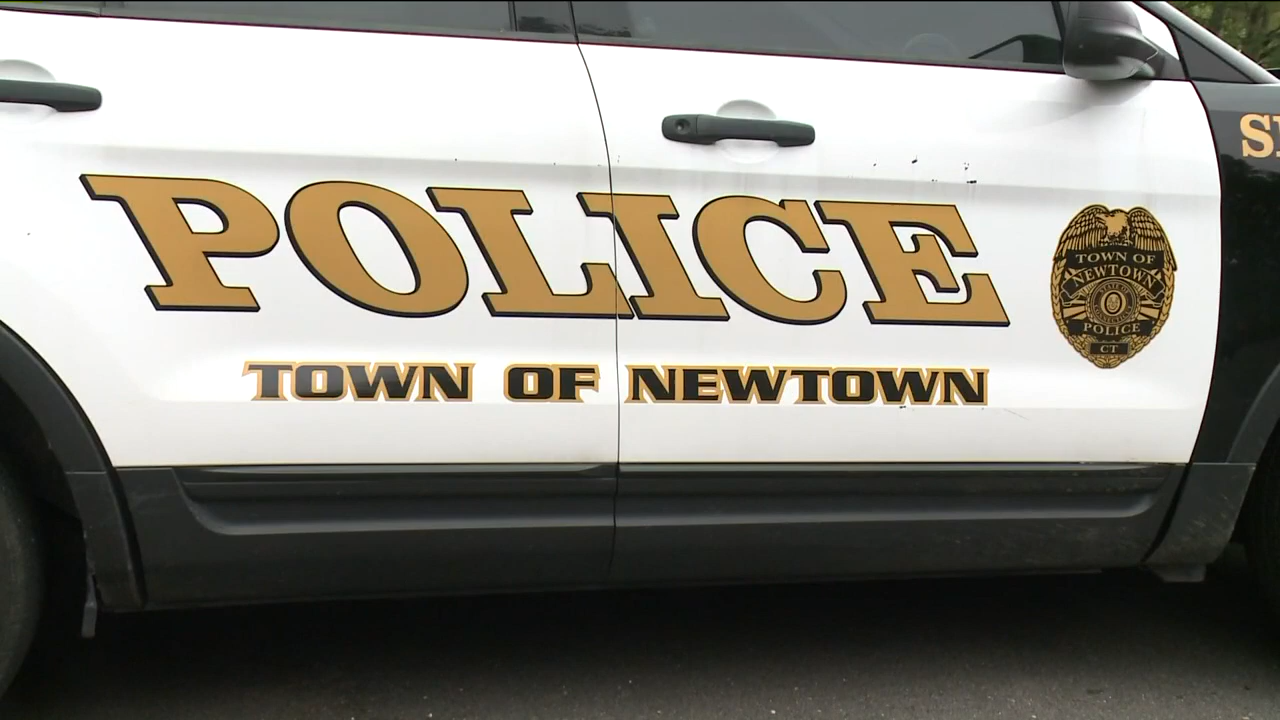 POLICE
TOWN OF NEWTOWN
TOWN OF
NEWTOWN
POLICE
CT